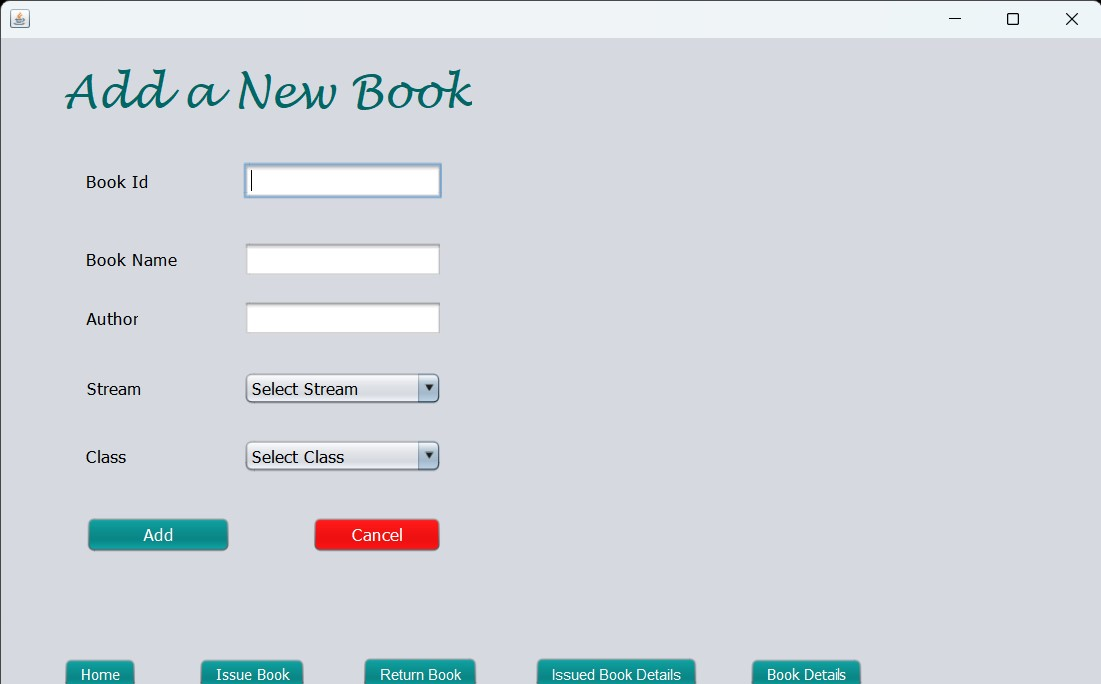 Add a New Book
Book Id
Book Name
Author
Stream Select Stream
Class Select Class
Add Cancel
Home Issue Book Return Book Issued Book Details Book Details